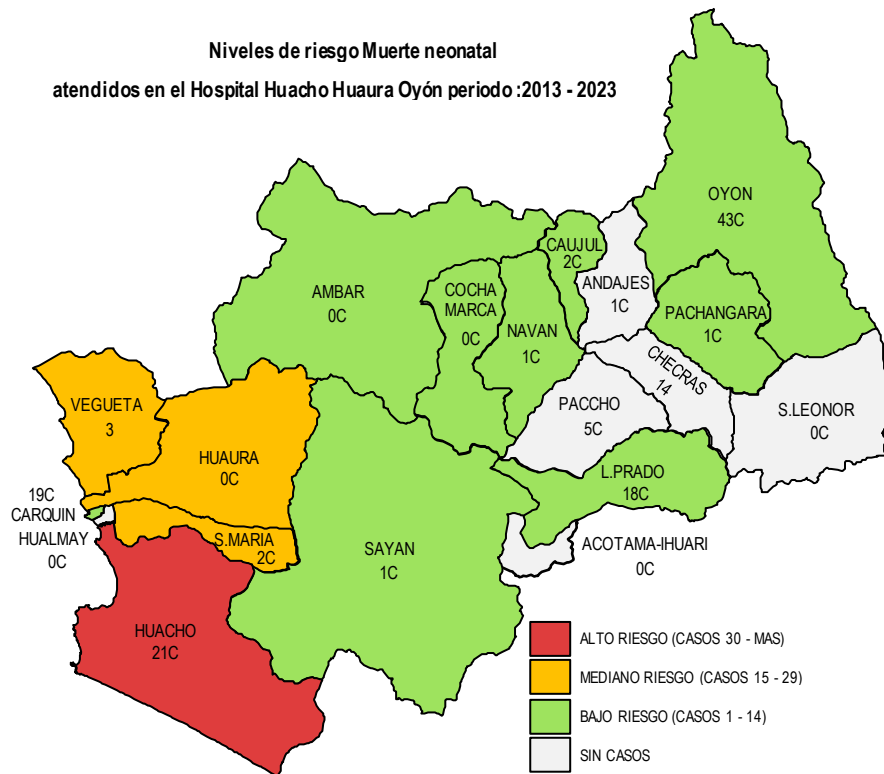 Niveles de riesgo Muerte neonatal
atendidos en el Hospital Huacho Huaura Oyón periodo :2013 - 2023
OYON
43C
CAUJUL
2C
ANDAJES
1C
AMBAR
0C
COCHA
MARCA
0C
NAVAN
1C
PACHANGARA
1C
CHECRAS
14
VEGUETA
3
PACCHO
5C
S.LEONOR
0C
HUAURA
0C
L.PRADO
18C
19C
CARQUIN
HUALMAY
0C
S.MARIA
2C
SAYAN
1C
ACOTAMA-IHUARI
0C
HUACHO
21C
ALTO RIESGO (CASOS 30 - MAS)
MEDIANO RIESGO (CASOS 15 - 29)
BAJO RIESGO (CASOS 1 - 14)
SIN CASOS